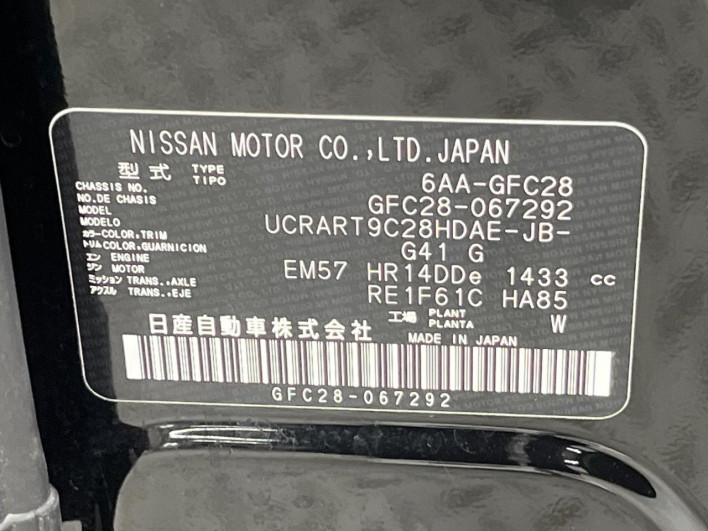 NISSAN MOTOR CO.,LTD.JAPAN
型式 TYPE TIPO 6AA-GFC28
CHASSIS NO. NO.DE CHASIS GFC28-067292
MODEL MODELO UCRART9C28HDAE-JB-
カラー COLOR,TRIM トリム COLOR,GUARNICION G41 G
エンジン ENGINE MOTOR EM57 HR14DDe 1433 cc
ミッション TRANS.,AXLE アクスル TRANS.,EJE RE1F61C HA85
工場 PLANT PLANTA W
日産自動車株式会社 MADE IN JAPAN
GFC28-067292